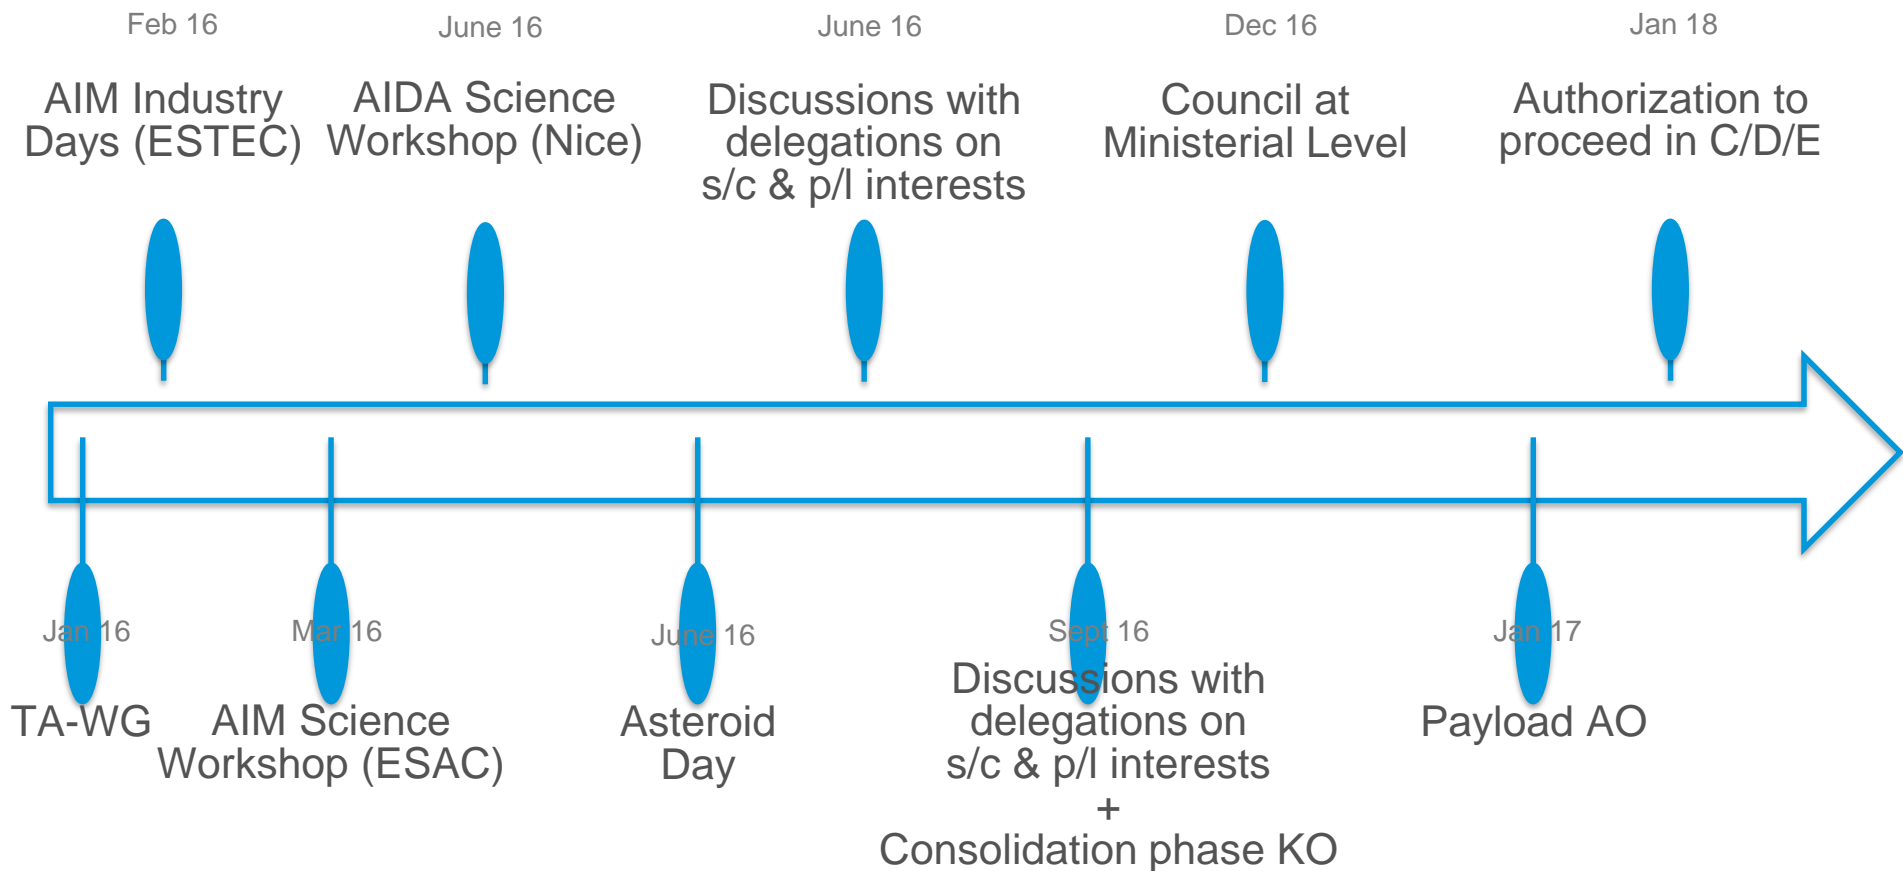 Feb 16
AIM Industry
Days (ESTEC)
June 16
AIDA Science
Workshop (Nice)
June 16
Discussions with
delegations on
s/c & p/l interests
Dec 16
Council at
Ministerial Level
Jan 18
Authorization to
proceed in C/D/E
Jan 16
TA-WG
Mar 16
AIM Science
Workshop (ESAC)
June 16
Asteroid
Day
Sept 16
Discussions with
delegations on
s/c & p/l interests
+
Consolidation phase KO
Jan 17
Payload AO